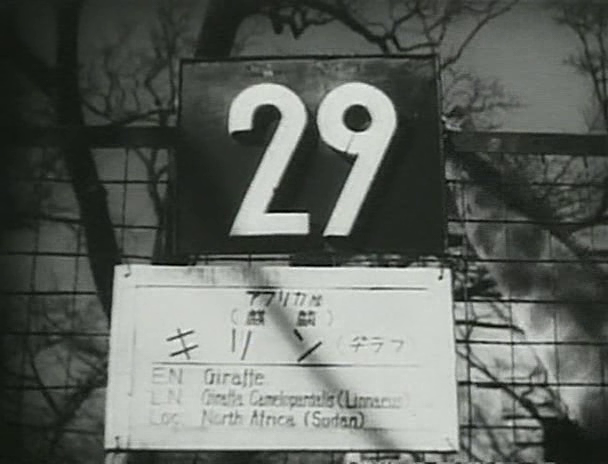 29
アフリカ産
(麒麟)
キリン(ヂラフ)
EN. Giraffe
LN. Giraffa Camelopardalis (Linnaeus)
Loc. North Africa (Sudan)